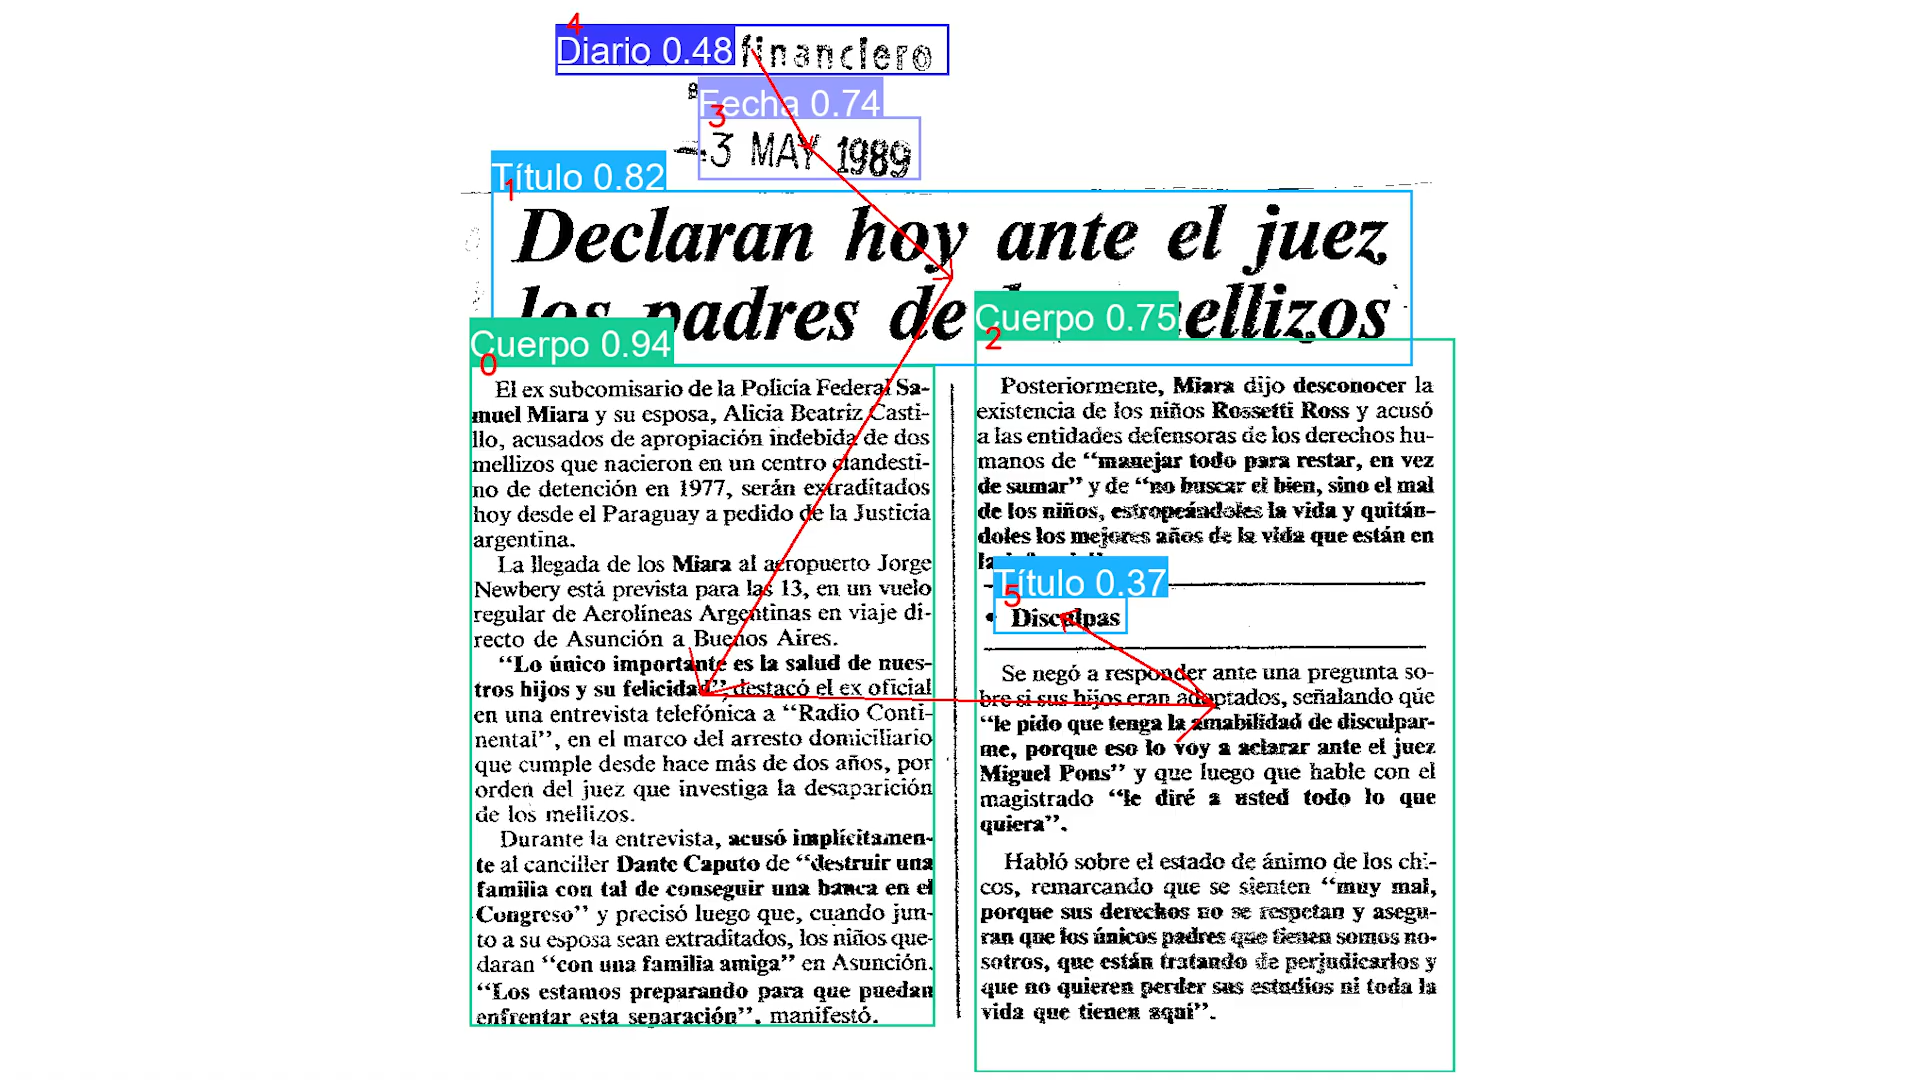 4
Diario 0.48 financiero
Fecha 0.74
3
3 MAY 1989
Título 0.82
1
Declaran hoy ante el juez
los padres de mellizos
Cuerpo 0.94
0
El ex subcomisario de la Policía Federal Sa-
muel Miara y su esposa, Alicia Beatriz Casti-
llo, acusados de apropiación indebida de dos
mellizos que nacieron en un centro clandesti-
no de detención en 1977, serán extraditados
hoy desde el Paraguay a pedido de la Justicia
argentina.
La llegada de los Miara al aeropuerto Jorge
Newbery está prevista para las 13, en un vuelo
regular de Aerolíneas Argentinas en viaje di-
recto de Asunción a Buenos Aires.
“Lo único importante es la salud de nues-
tros hijos y su felicidad” destacó el ex oficial
en una entrevista telefónica a “Radio Conti-
nental”, en el marco del arresto domiciliario
que cumple desde hace más de dos años, por
orden del juez que investiga la desaparición
de los mellizos.
Durante la entrevista, acusó implícitamen-
te al canciller Dante Caputo de “destruir una
familia con tal de conseguir una banca en el
Congreso” y precisó luego que, cuando jun-
to a su esposa sean extraditados, los niños que-
daran “con una familia amiga” en Asunción.
“Los estamos preparando para que puedan
enfrentar esta separación”, manifestó.
Cuerpo 0.75
2
Posteriormente, Miara dijo desconocer la
existencia de los niños Rossetti Ross y acusó
a las entidades defensoras de los derechos hu-
manos de “manejar todo para restar, en vez
de sumar” y de “no buscar el bien, sino el mal
de los niños, estropeándoles la vida y quitán-
doles los mejores años de la vida que están en
la
Título 0.37
5
• Disculpas
Se negó a responder ante una pregunta so-
bre si sus hijos eran adoptados, señalando que
“le pido que tenga la amabilidad de disculpar-
me, porque eso lo voy a aclarar ante el juez
Miguel Pons” y que luego que hable con el
magistrado “le diré a usted todo lo que
quiera”.
Habló sobre el estado de ánimo de los chi-
cos, remarcando que se sienten “muy mal,
porque sus derechos no se respetan y asegu-
ran que los únicos padres que tienen somos no-
sotros, que están tratando de perjudicarlos y
que no quieren perder sus estudios ni toda la
vida que tienen aquí”.